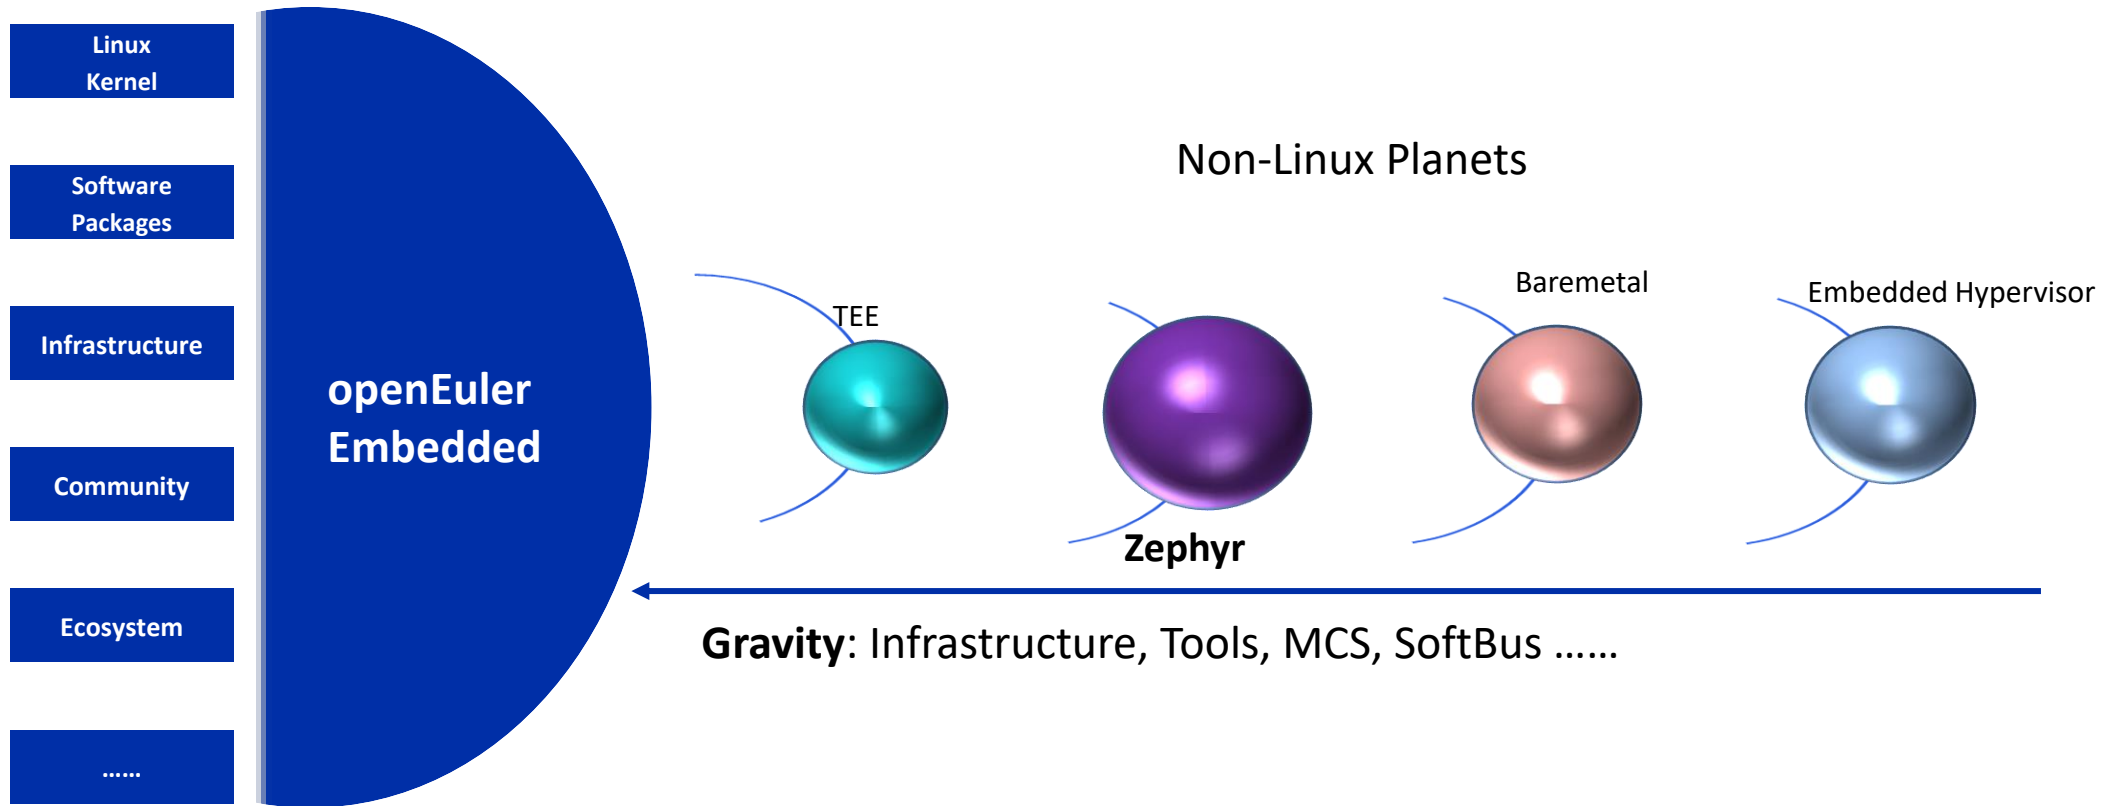 Linux
Kernel
Software
Packages
Infrastructure
Community
Ecosystem
......
openEuler
Embedded
Non-Linux Planets
TEE
Zephyr
Baremetal
Embedded Hypervisor
Gravity: Infrastructure, Tools, MCS, SoftBus ......